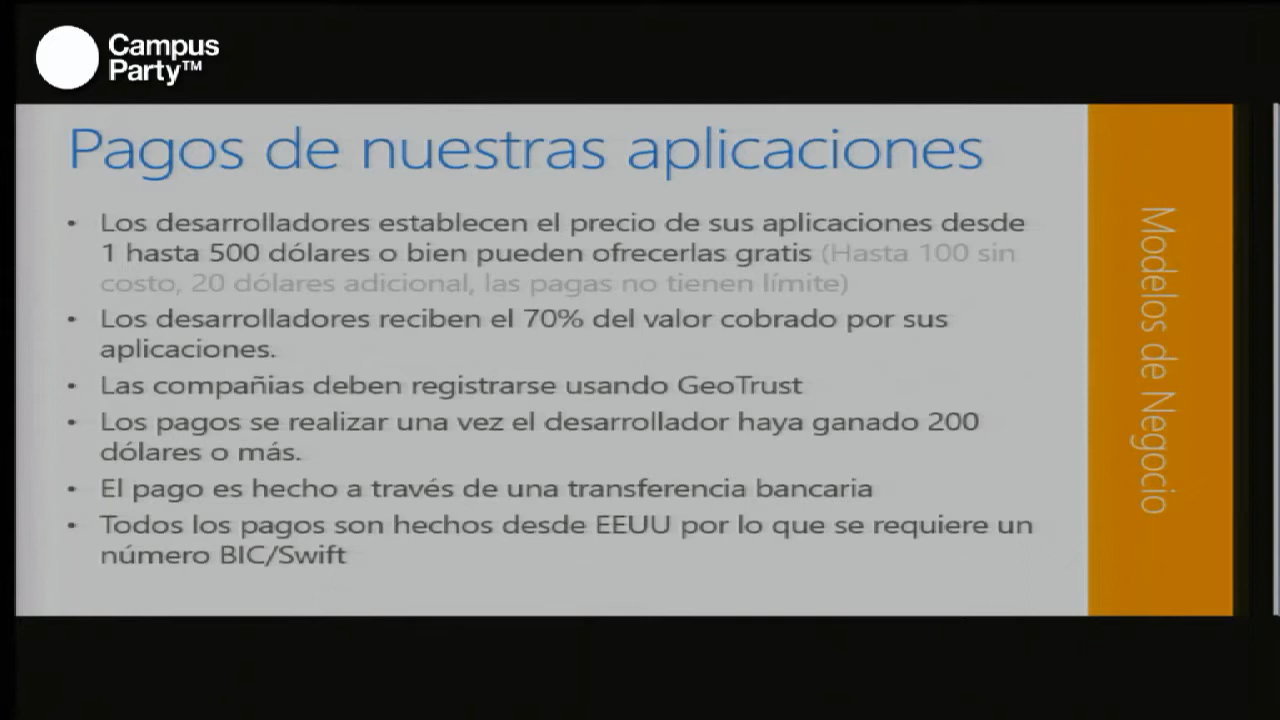 Campus
Party™
Pagos de nuestras aplicaciones
• Los desarrolladores establecen el precio de sus aplicaciones desde
1 hasta 500 dólares o bien pueden ofrecerlas gratis (Hasta 100 sin
costo, 20 dólares adicional, las pagas no tienen límite)
• Los desarrolladores reciben el 70% del valor cobrado por sus
aplicaciones.
• Las compañias deben registrarse usando GeoTrust
• Los pagos se realizar una vez el desarrollador haya ganado 200
dólares o más.
• El pago es hecho a través de una transferencia bancaria
• Todos los pagos son hechos desde EEUU por lo que se requiere un
número BIC/Swift
Modelos de Negocio